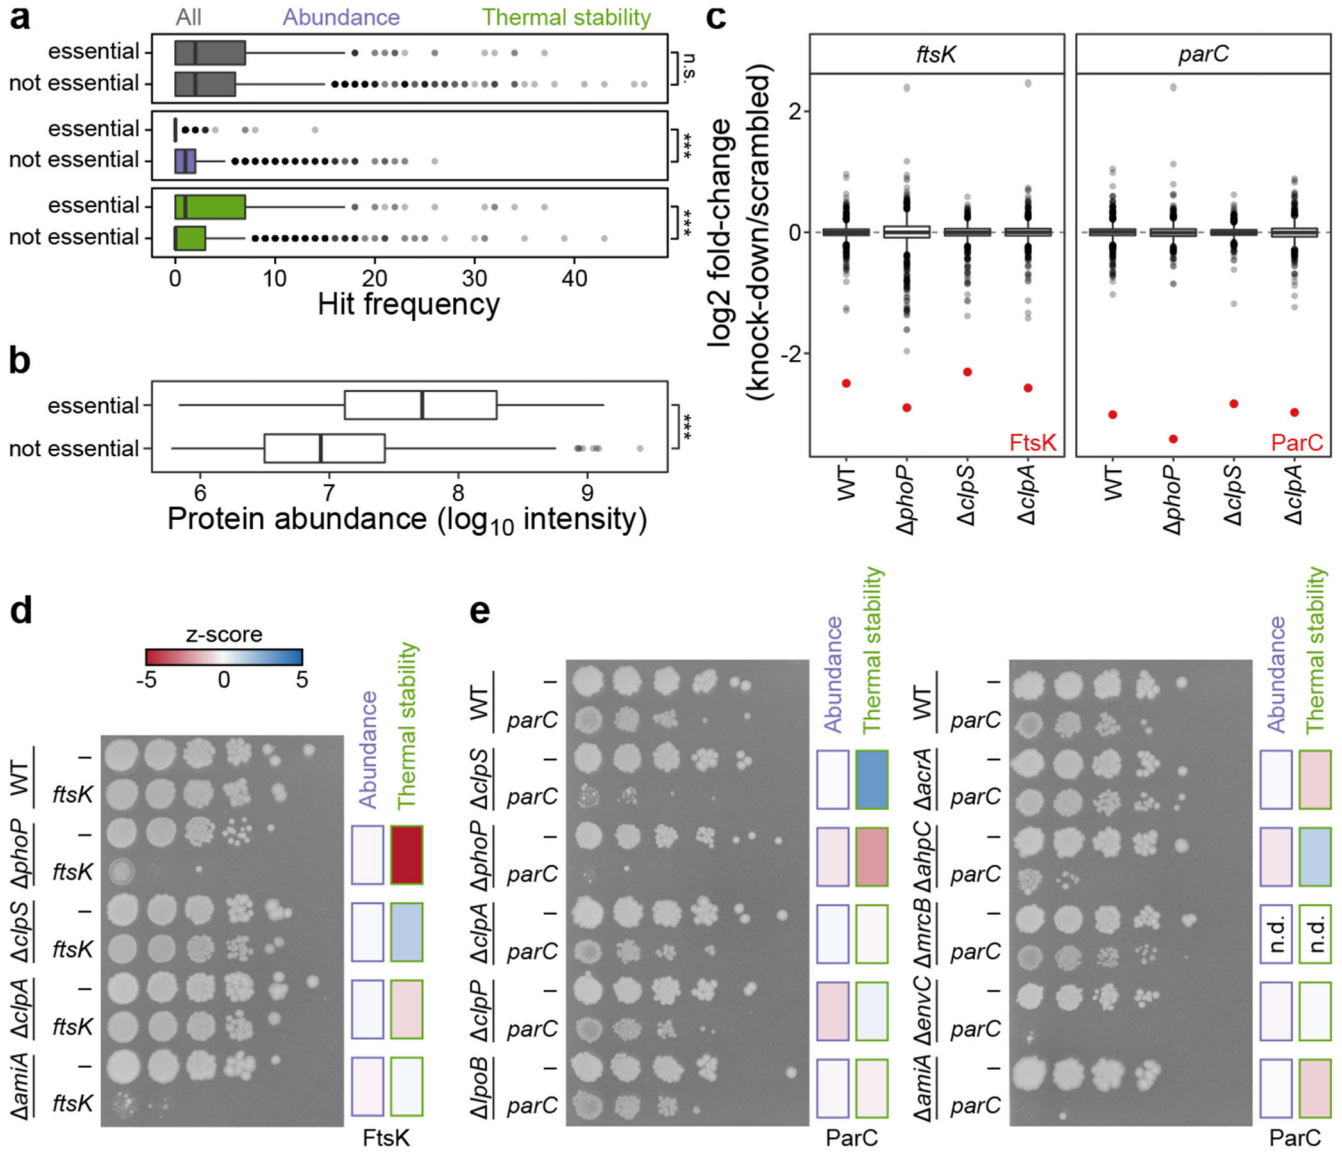 a
All
Abundance
Thermal stability
essential
not essential
n.s.
essential
not essential
***
essential
not essential
***
0
10
20
30
40
Hit frequency
b
essential
not essential
***
6
7
8
9
Protein abundance (log10 intensity)
c
ftsK
parC
log2 fold-change
(knock-down/scrambled)
2
0
-2
FtsK
ParC
WT
ΔphoP
ΔclpS
ΔclpA
WT
ΔphoP
ΔclpS
ΔclpA
d
z-score
-5
0
5
Abundance
Thermal stability
WT
–
ftsK
ΔphoP
–
ftsK
ΔclpS
–
ftsK
ΔclpA
–
ftsK
ΔamiA
–
ftsK
FtsK
e
Abundance
Thermal stability
WT
–
parC
ΔclpS
–
parC
ΔphoP
–
parC
ΔclpA
–
parC
ΔclpP
–
parC
ΔlpoB
–
parC
ParC
Abundance
Thermal stability
WT
–
parC
ΔacrA
–
parC
ΔahpC
–
parC
ΔmrcB
–
parC
n.d.
n.d.
ΔenvC
–
parC
ΔamiA
–
parC
ParC